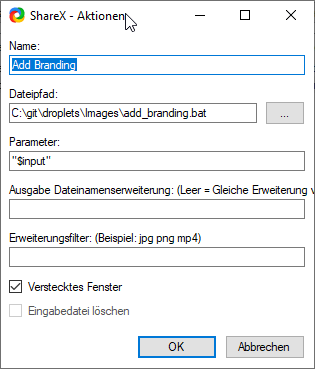 ShareX - Aktionen
Name:
Add Branding
Dateipfad:
C:\git\droplets\Images\add_branding.bat
...
Parameter:
"$input"
Ausgabe Dateinamenserweiterung: (Leer = Gleiche Erweiterung
Erweiterungsfilter: (Beispiel: jpg png mp4)
Verstecktes Fenster
Eingabedatei löschen
OK
Abbrechen